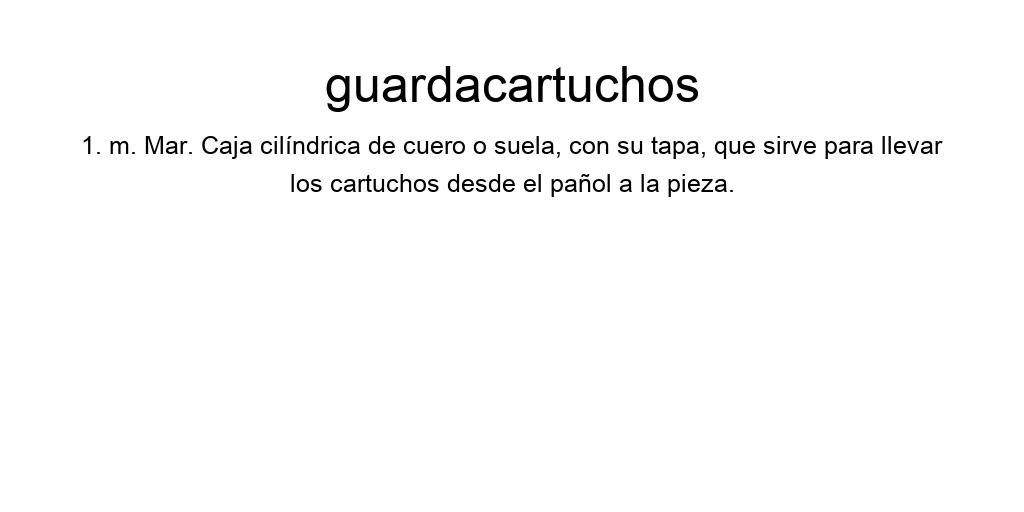 guardacartuchos
1. m. Mar. Caja cilíndrica de cuero o suela, con su tapa, que sirve para llevar
los cartuchos desde el pañol a la pieza.